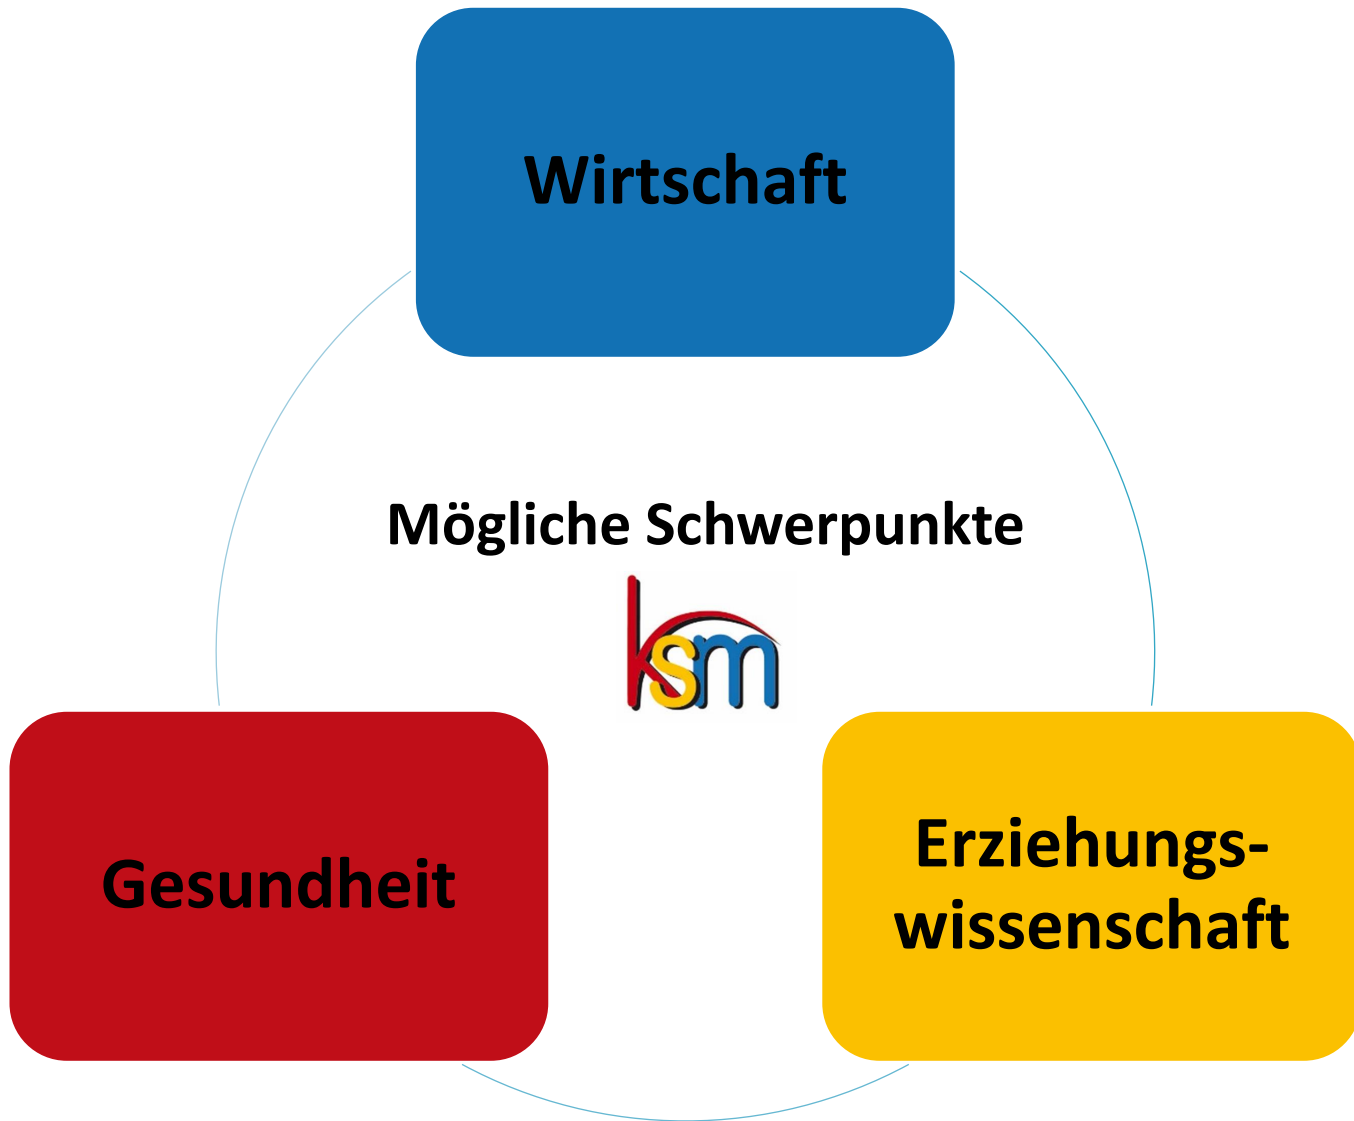 Wirtschaft
Mögliche Schwerpunkte
ksm
Gesundheit
Erziehungs-
wissenschaft